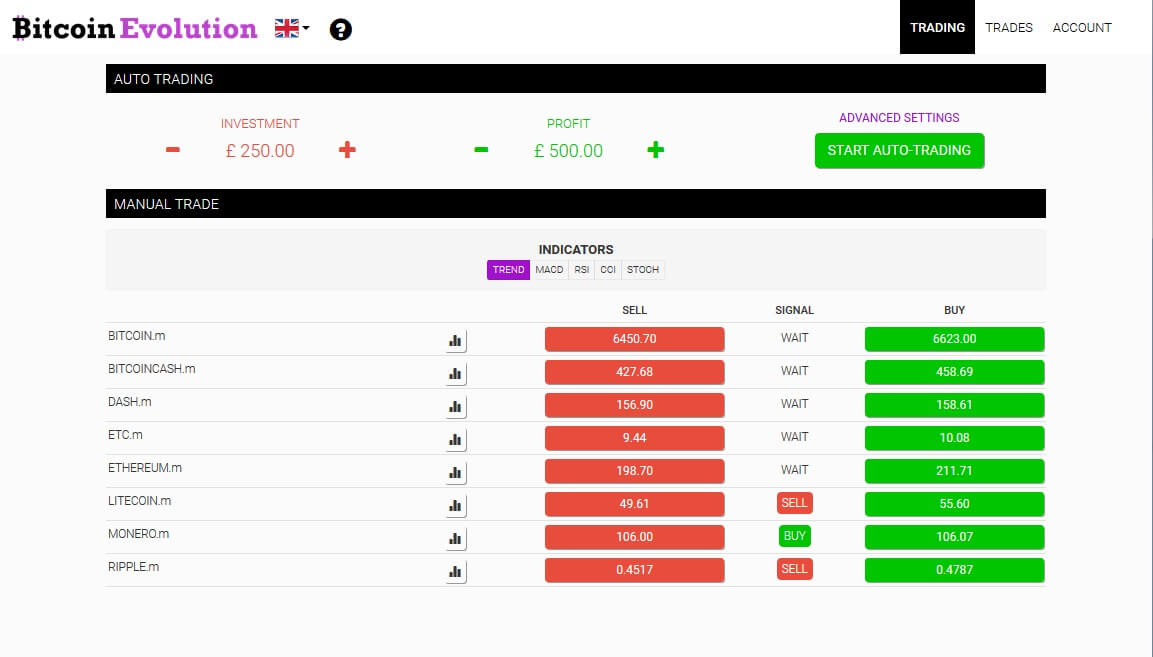 Bitcoin Evolution ? TRADING TRADES ACCOUNT
AUTO TRADING
INVESTMENT PROFIT ADVANCED SETTINGS
- £ 250.00 + - £ 500.00 + START AUTO-TRADING
MANUAL TRADE
INDICATORS
TREND MACD RSI CCI STOCH
SELL SIGNAL BUY
BITCOIN.m 6450.70 WAIT 6623.00
BITCOINCASH.m 427.68 WAIT 458.69
DASH.m 156.90 WAIT 158.61
ETC.m 9.44 WAIT 10.08
ETHEREUM.m 198.70 WAIT 211.71
LITECOIN.m 49.61 SELL 55.60
MONERO.m 106.00 BUY 106.07
RIPPLE.m 0.4517 SELL 0.4787